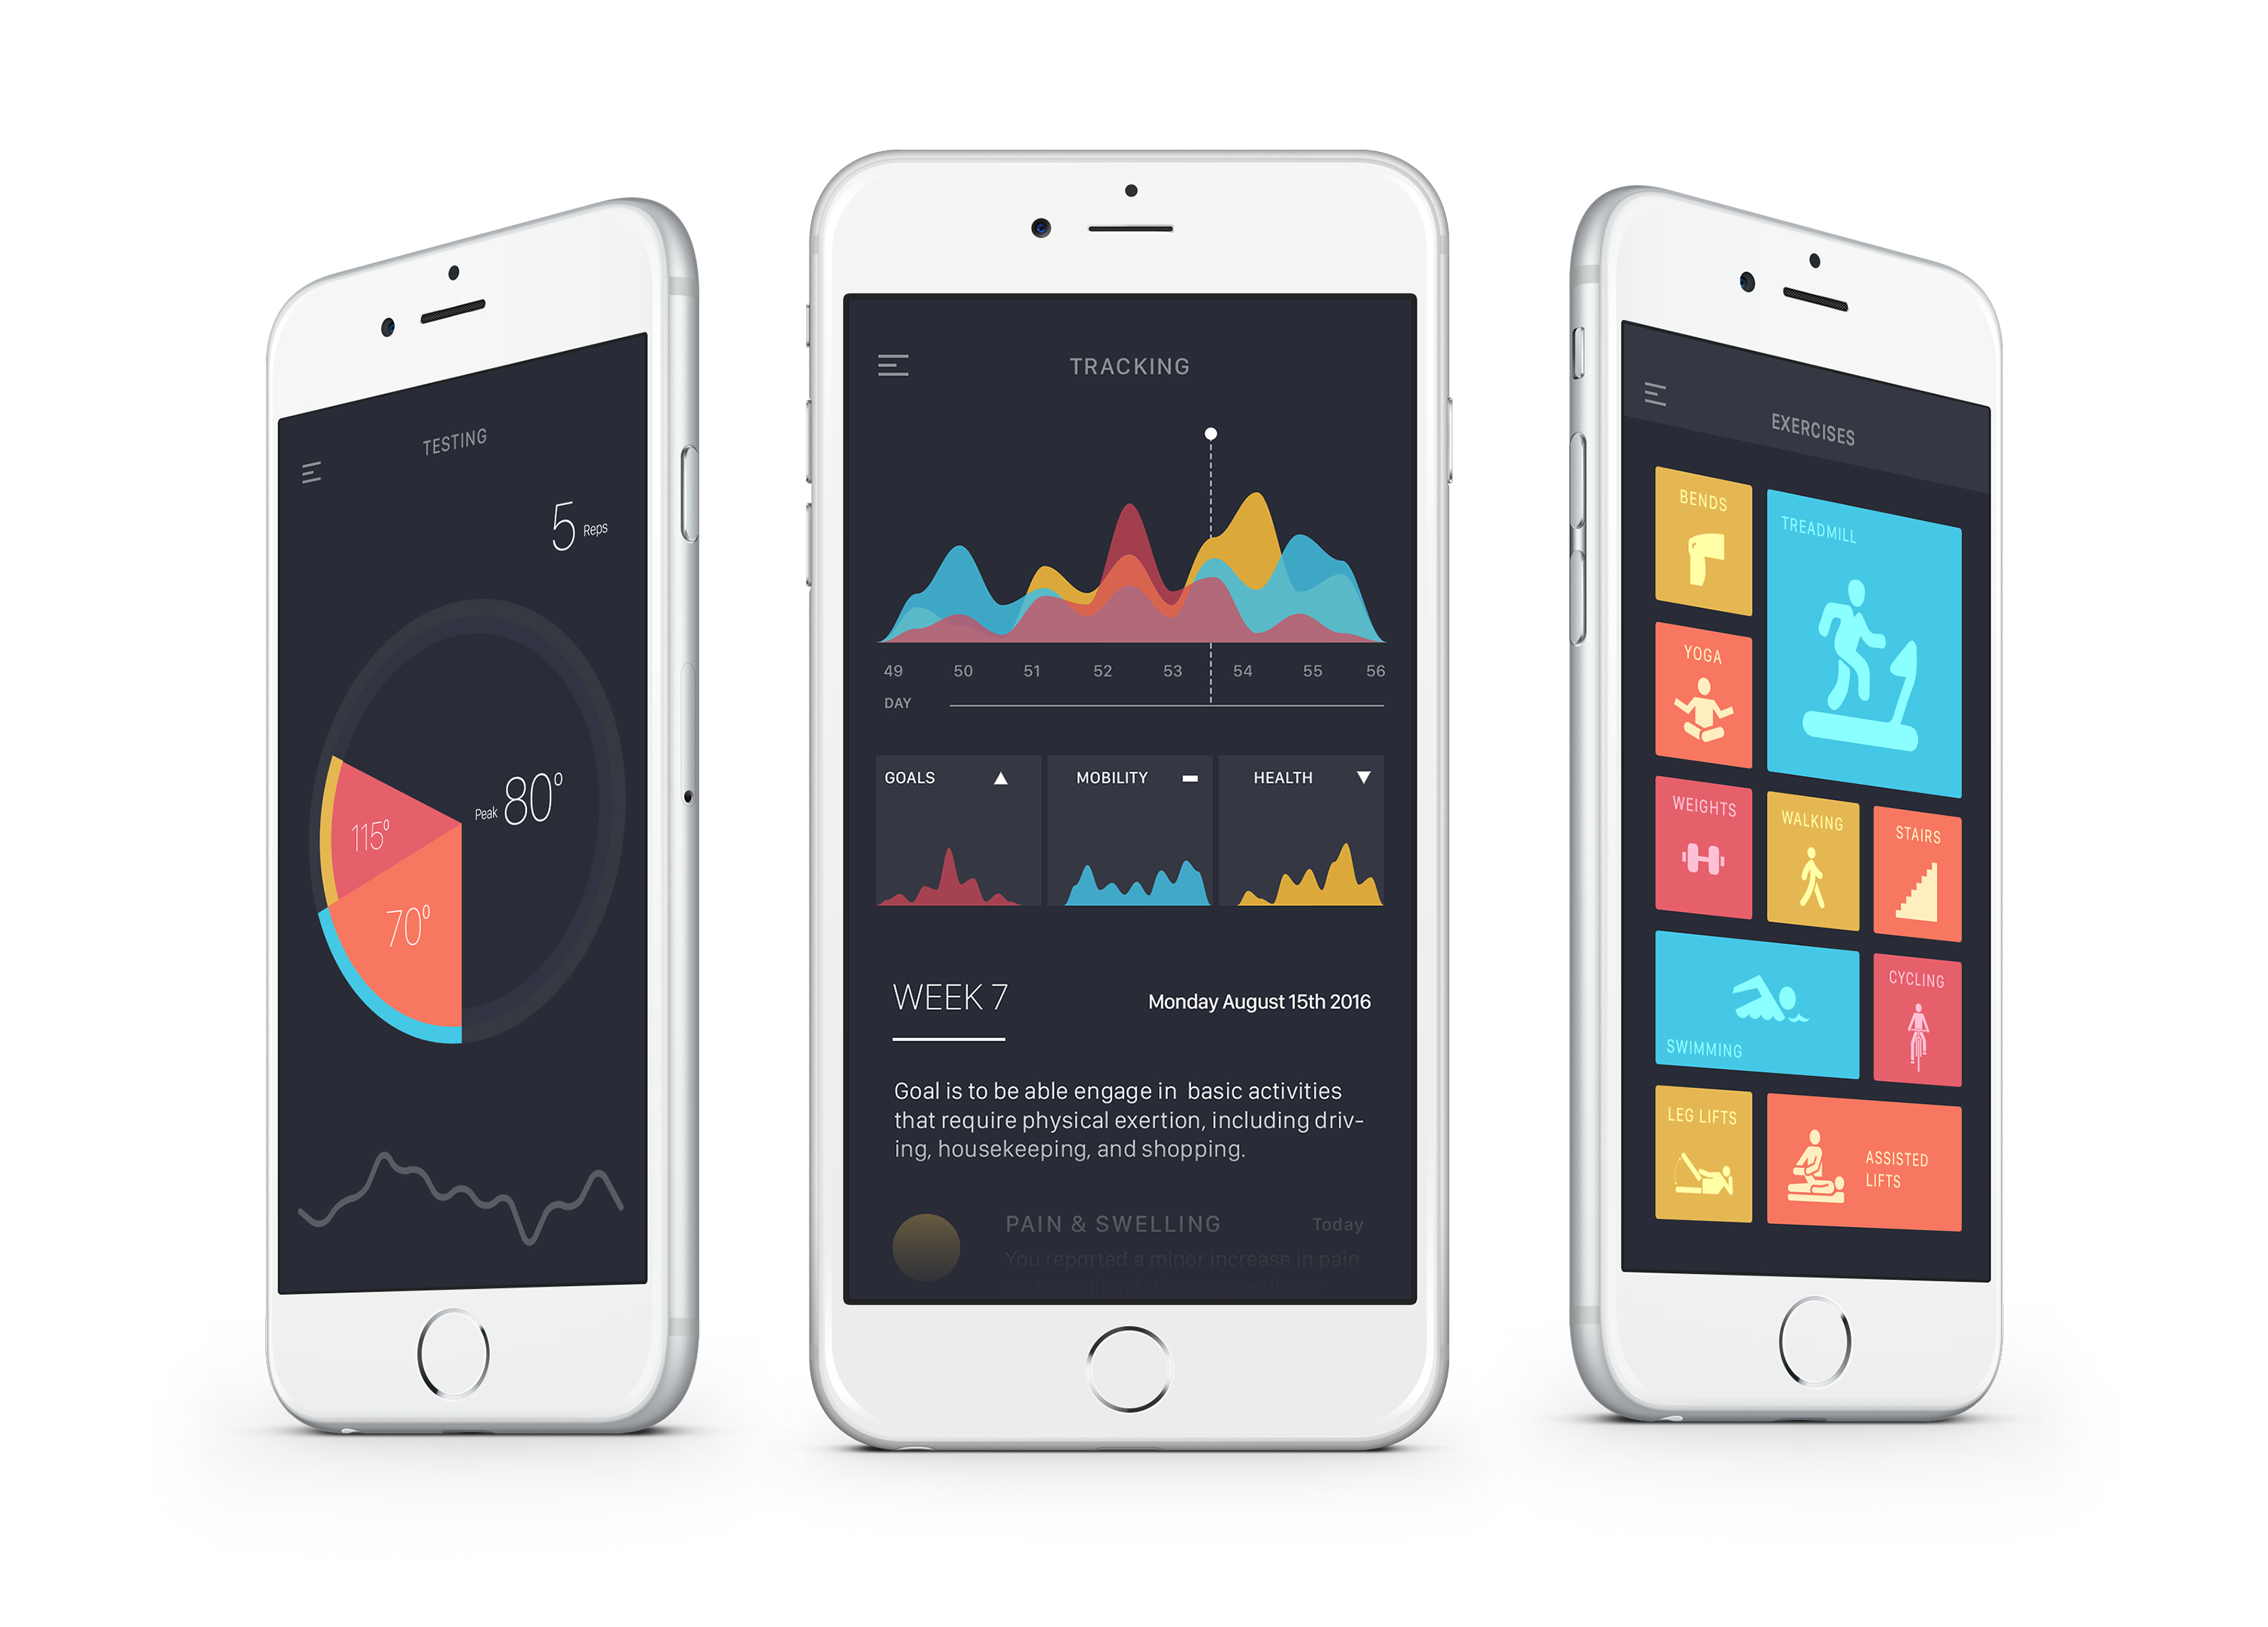 TESTING
5 Reps
Peak 80°
115°
70°
TRACKING
49 50 51 52 53 54 55 56
DAY
GOALS
MOBILITY
HEALTH
WEEK 7
Monday August 15th 2016
Goal is to be able engage in basic activities
that require physical exertion, including driv-
ing, housekeeping, and shopping.
PAIN & SWELLING
Today
You reported a minor increase in pain
EXERCISES
BENDS
TREADMILL
YOGA
WEIGHTS
WALKING
STAIRS
SWIMMING
CYCLING
LEG LIFTS
ASSISTED
LIFTS